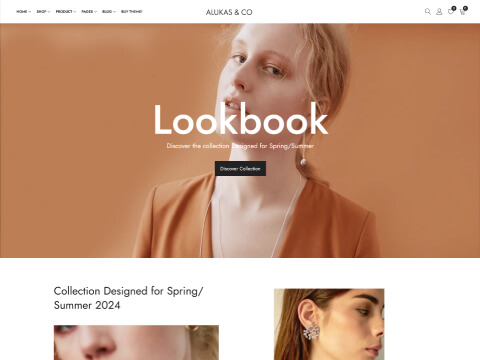 HOME SHOP PRODUCT PAGES BLOG BUY THEME!
ALUKAS & CO
0 0
Lookbook
Discover the collection Designed for Spring/Summer
Discover Collection
Collection Designed for Spring/
Summer 2024